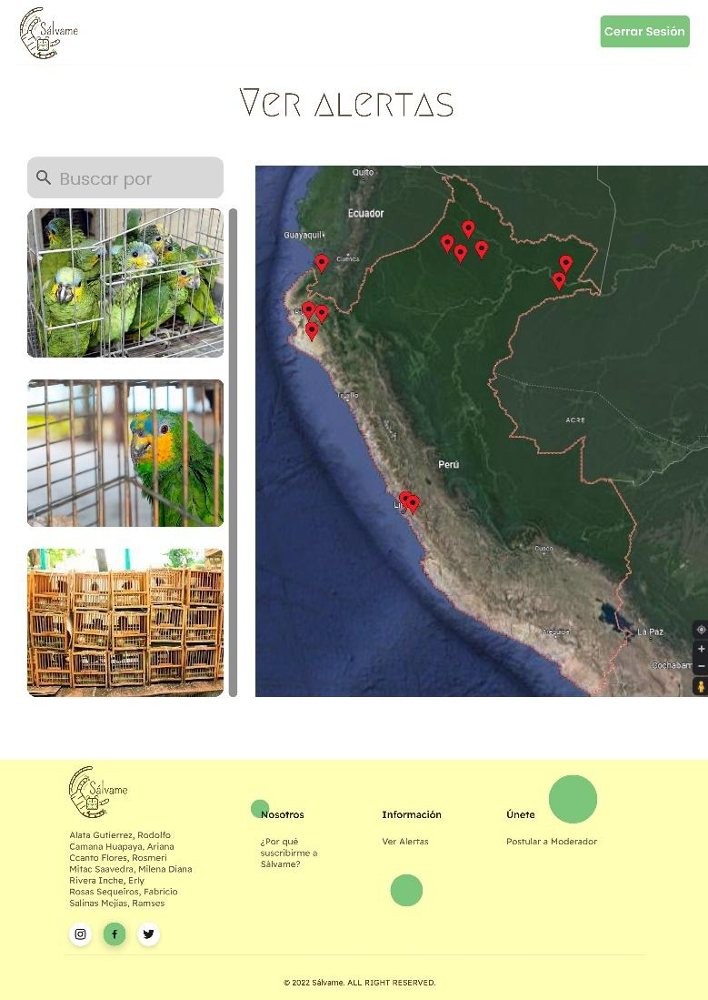 Sálvame
Cerrar Sesión
Ver alertas
Buscar por
Quito
Ecuador
Guayaquil
Cuenca
Trujillo
ACRE
Perú
Cusco
Arequipa
La Paz
Cochabam
Sálvame
Alata Gutierrez, Rodolfo
Camana Huapaya, Ariana
Ccanto Flores, Rosmeri
Mitac Saavedra, Milena Diana
Rivera Inche, Erly
Rosas Sequeiros, Fabricio
Salinas Mejías, Ramses
Nosotros
¿Por qué
suscribirme a
Sálvame?
Información
Ver Alertas
Únete
Postular a Moderador
© 2022 Sálvame. ALL RIGHT RESERVED.